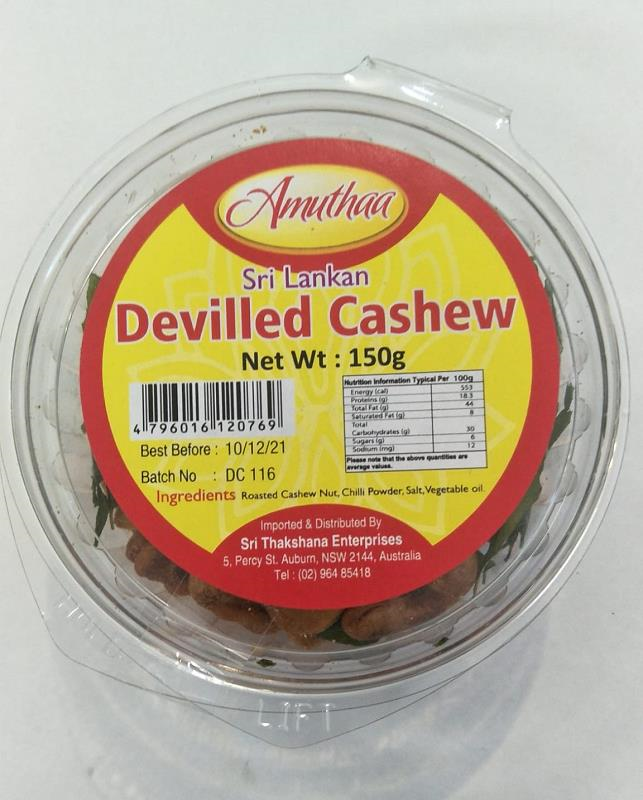 Amuthaa
Sri Lankan
Devilled Cashew
Net Wt : 150g
4 796016 120769
Best Before : 10/12/21
Batch No : DC 116
Nutrition Information Typical Per 100g
Energy (cal) 553
Proteins (g) 18.3
Total Fat (g) 44
Saturated Fat (g) 8
Total
Carbohydrates (g) 30
Sugars (g) 6
Sodium (mg) 12
Please note that the above quantities are
average values.
Ingredients Roasted Cashew Nut, Chilli Powder, Salt, Vegetable oil.
Imported & Distributed By
Sri Thakshana Enterprises
5, Percy St. Auburn, NSW 2144, Australia
Tel : (02) 964 85418
LIFT